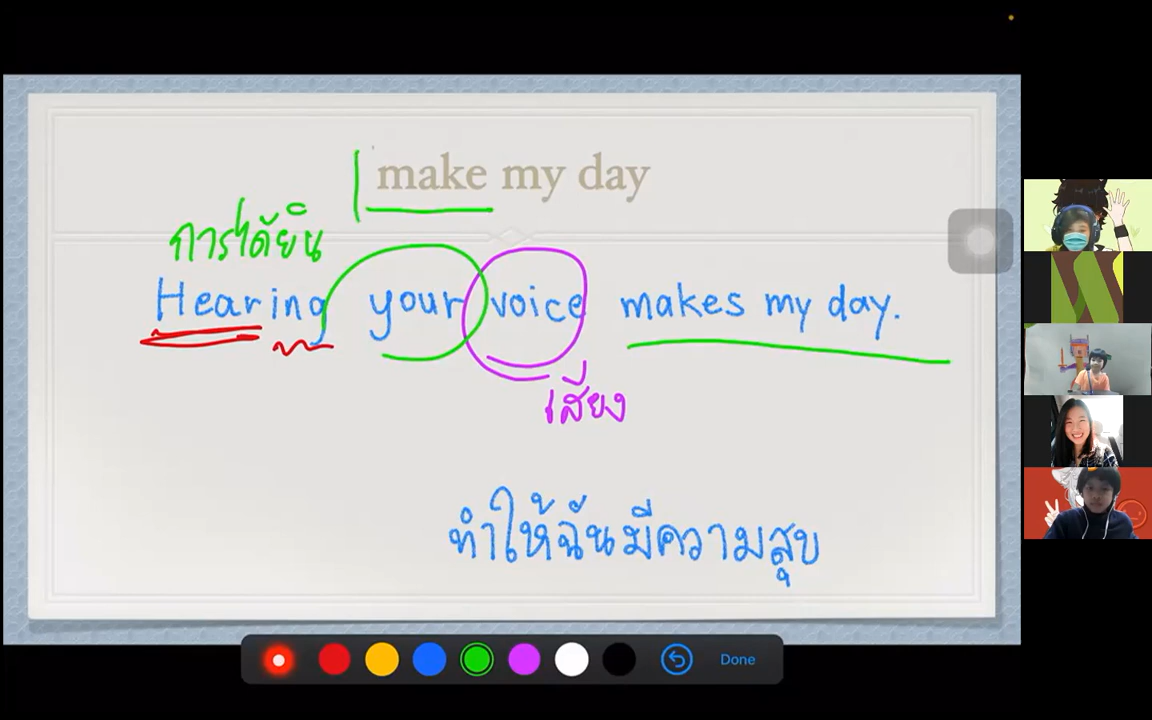 make my day
การได้ยิน
Hearing your voice makes my day.
เสียง
ทำให้ฉันมีความสุข
Done